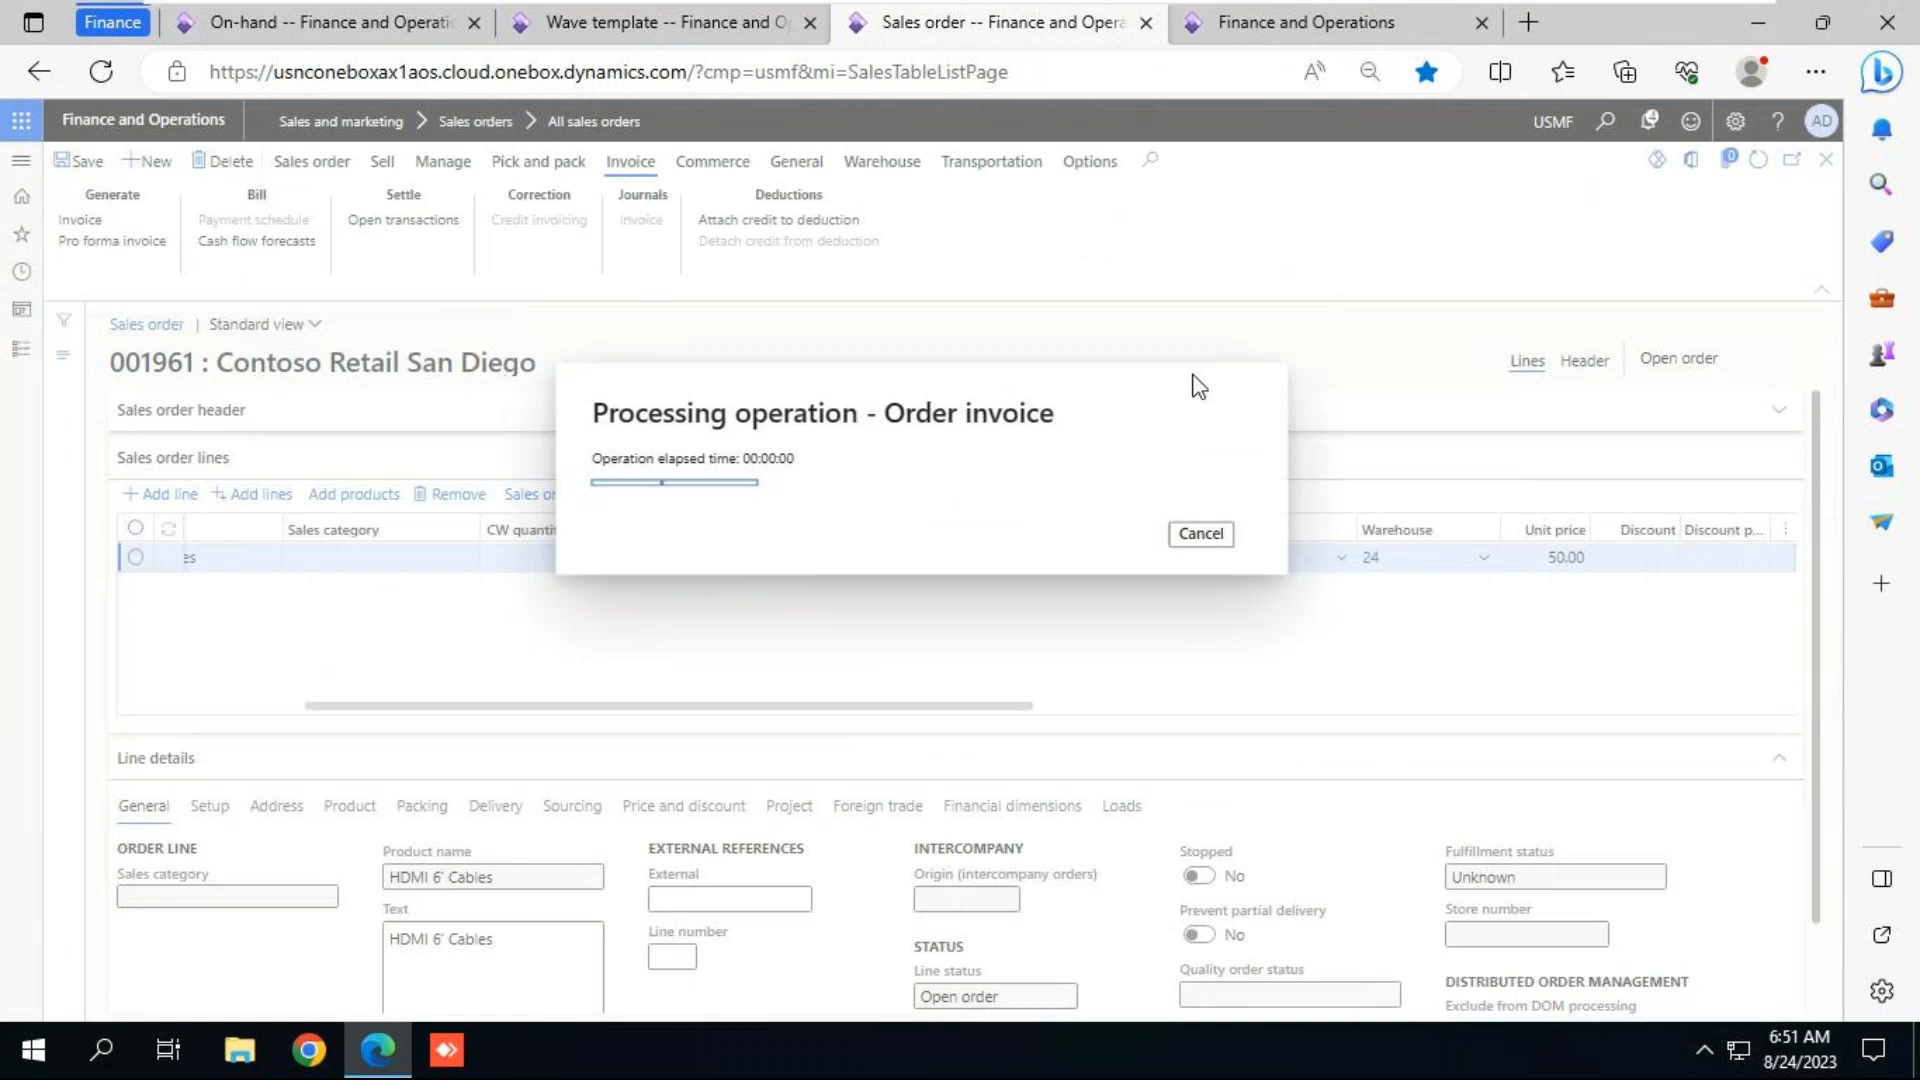 Finance
On-hand -- Finance and Operatio
Wave template -- Finance and O
Sales order -- Finance and Opera
Finance and Operations
https://usnconeboxax1aos.cloud.onebox.dynamics.com/?cmp=usmf&mi=SalesTableListPage
Finance and Operations
Sales and marketing > Sales orders > All sales orders
USMF
4
?
AD
Save
+ New
Delete
Sales order
Sell
Manage
Pick and pack
Invoice
Commerce
General
Warehouse
Transportation
Options
0
Generate
Bill
Settle
Correction
Journals
Deductions
Invoice
Payment schedule
Open transactions
Credit invoicing
Invoice
Attach credit to deduction
Pro forma invoice
Cash flow forecasts
Detach credit from deduction
Sales order | Standard view
001961 : Contoso Retail San Diego
Lines
Header
Open order
Sales order header
Sales order lines
+ Add line
Add lines
Add products
Remove
Sales or
Sales category
CW quantit
Warehouse
Unit price
Discount
Discount p...
es
24
50.00
Processing operation - Order invoice
Operation elapsed time: 00:00:00
Cancel
Line details
General
Setup
Address
Product
Packing
Delivery
Sourcing
Price and discount
Project
Foreign trade
Financial dimensions
Loads
ORDER LINE
Sales category
Product name
HDMI 6' Cables
Text
HDMI 6' Cables
EXTERNAL REFERENCES
External
Line number
INTERCOMPANY
Origin (intercompany orders)
STATUS
Line status
Open order
Stopped
No
Prevent partial delivery
No
Quality order status
Fulfillment status
Unknown
Store number
DISTRIBUTED ORDER MANAGEMENT
Exclude from DOM processing
6:51 AM
8/24/2023